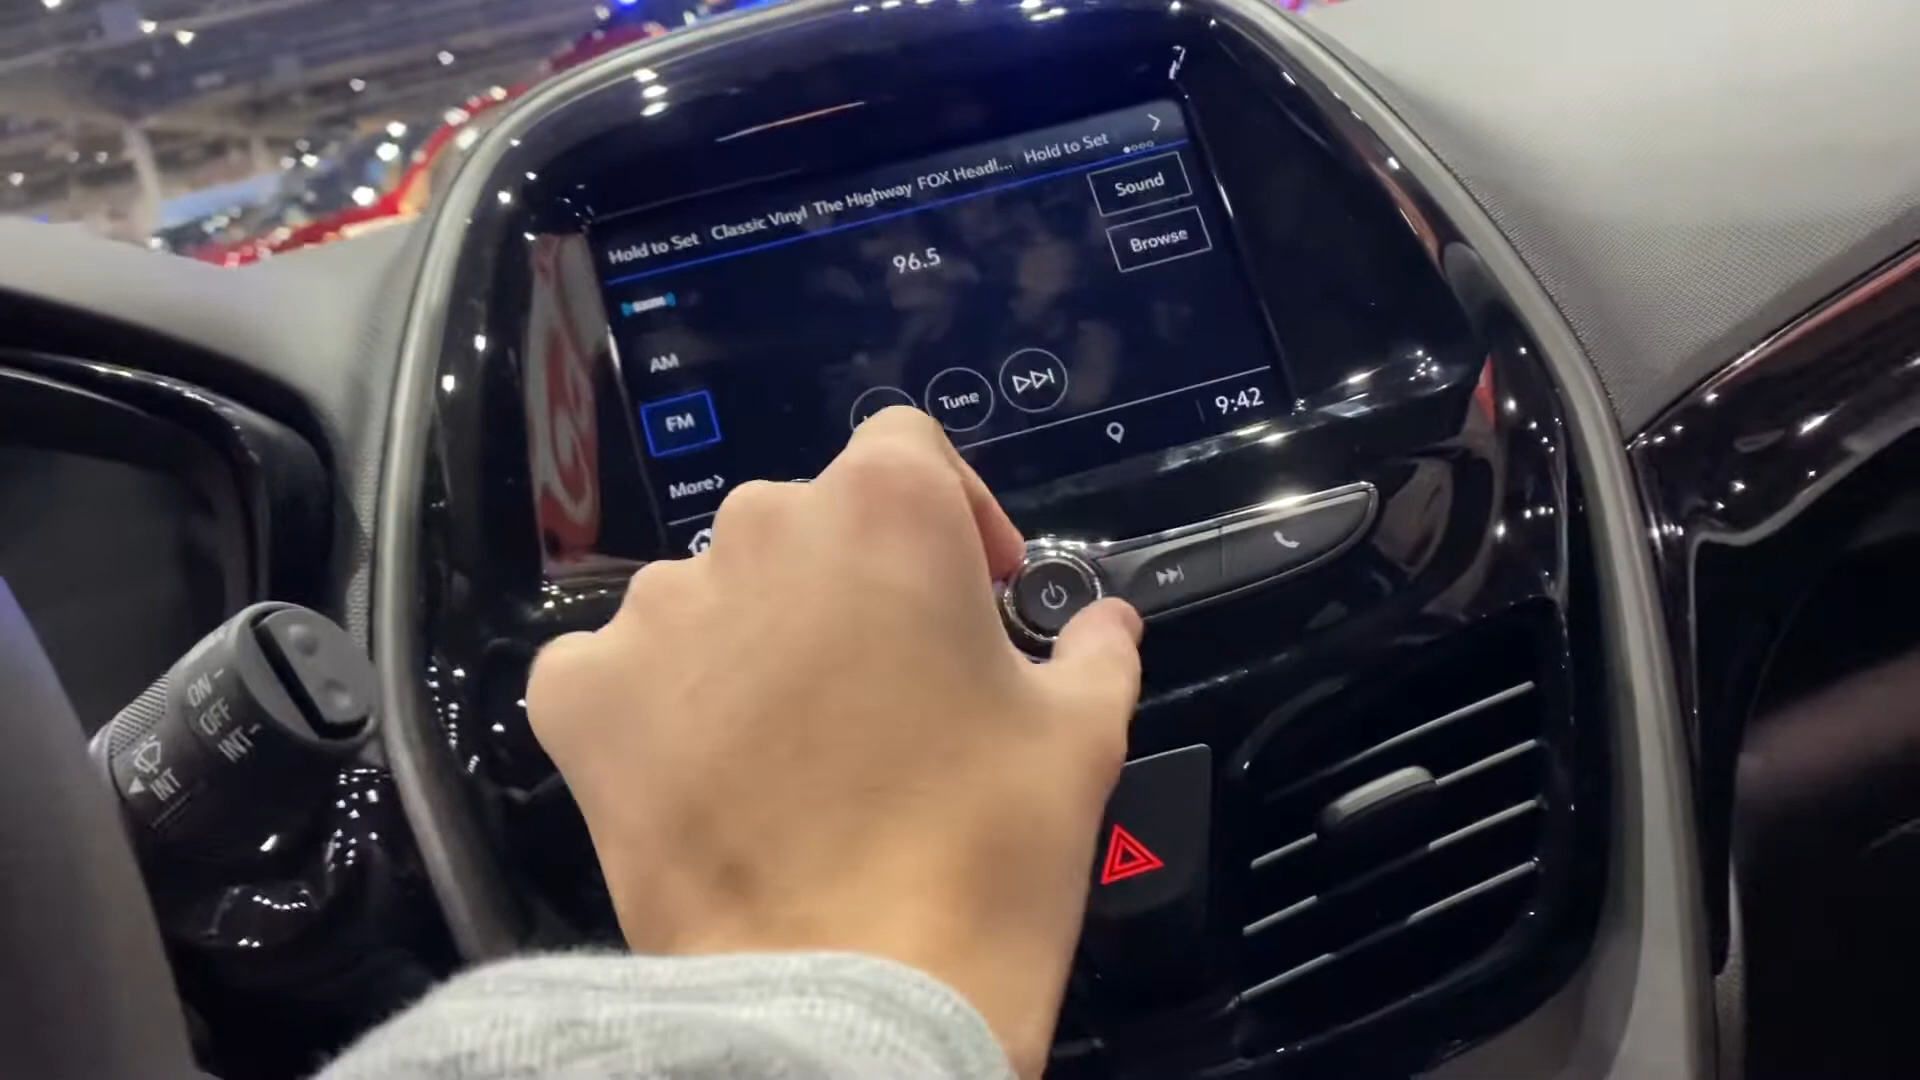 Hold to Set Classic Vinyl The Highway FOX Headl... Hold to Set
96.5
Sound
Browse
AM
FM
More>
Tune
9:42
ON
OFF
INT
INT